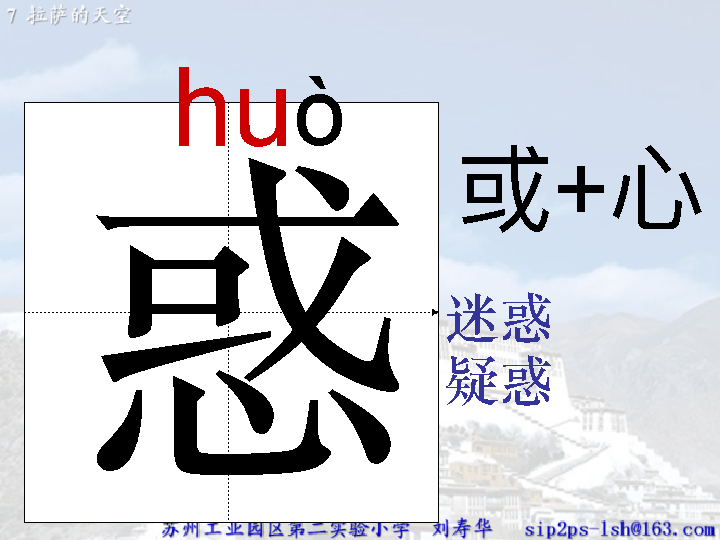 7 拉萨的天空
huò
惑
或+心
迷惑
疑惑
苏州工业园区第二实验小学 刘寿华 sip2ps-lsh@163.com